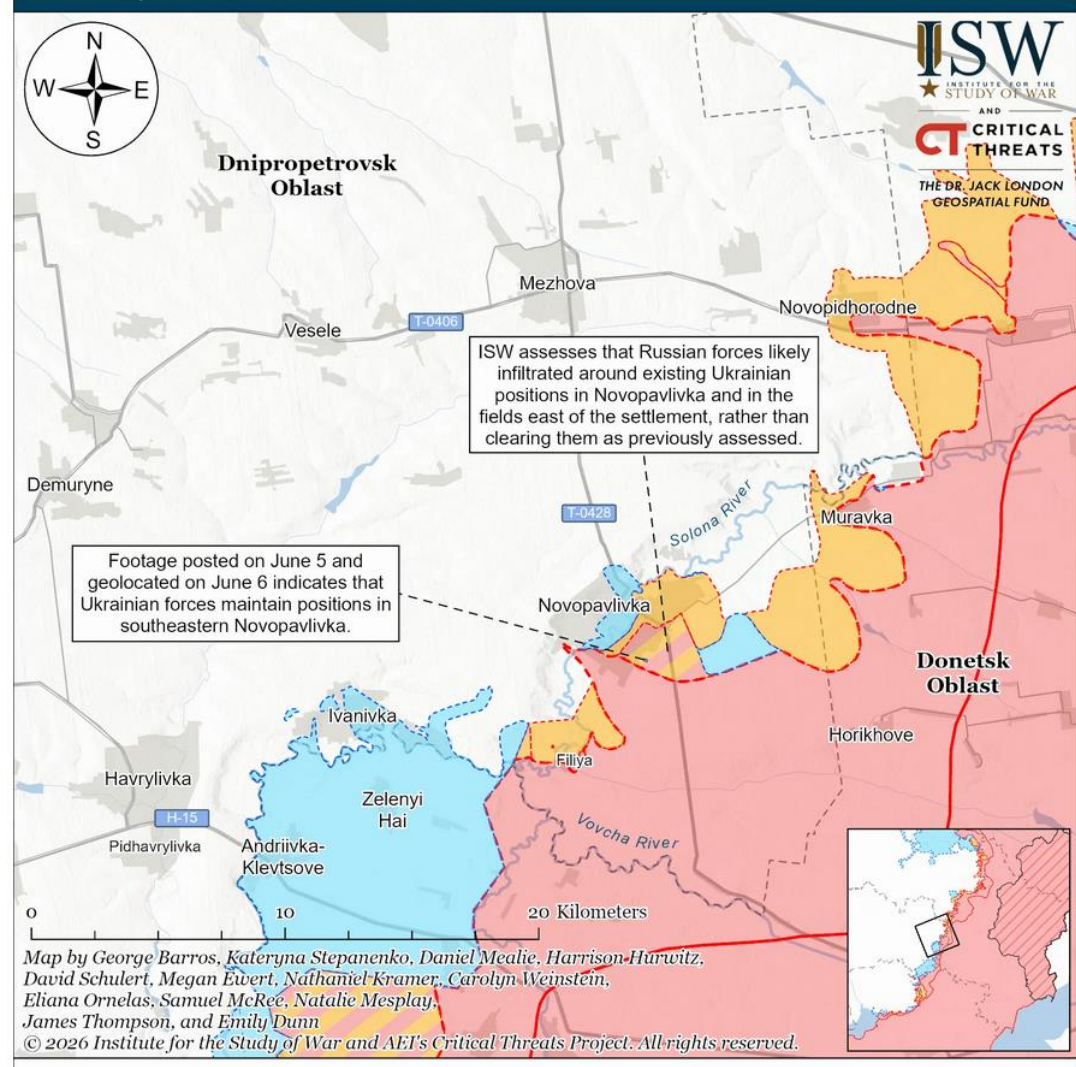 N
W E
S
ISW
INSTITUTE FOR THE
STUDY OF WAR
AND
CT CRITICAL
THREATS
THE DR. JACK LONDON
GEOSPATIAL FUND
Dnipropetrovsk
Oblast
Mezhova
Novopidhorodne
Vesele
T-0406
ISW assesses that Russian forces likely
infiltrated around existing Ukrainian
positions in Novopavlivka and in the
fields east of the settlement, rather than
clearing them as previously assessed.
Demuryne
T-0428
Solona River
Muravka
Footage posted on June 5 and
geolocated on June 6 indicates that
Ukrainian forces maintain positions in
southeastern Novopavlivka.
Novopavlivka
Donetsk
Oblast
Ivanivka
Horikhove
Filiya
Havrylivka
Zelenyi
Hai
H-15
Pidhavrylivka
Vovcha River
Andriivka-
Klevtsove
0 10 20 Kilometers
Map by George Barros, Kateryna Stepanenko, Daniel Mealie, Harrison Hurwitz,
David Schulert, Megan Ewert, Nathaniel Kramer, Carolyn Weinstein,
Eliana Ornelas, Samuel McRee, Natalie Mesplay,
James Thompson, and Emily Dunn
© 2026 Institute for the Study of War and AEI's Critical Threats Project. All rights reserved.